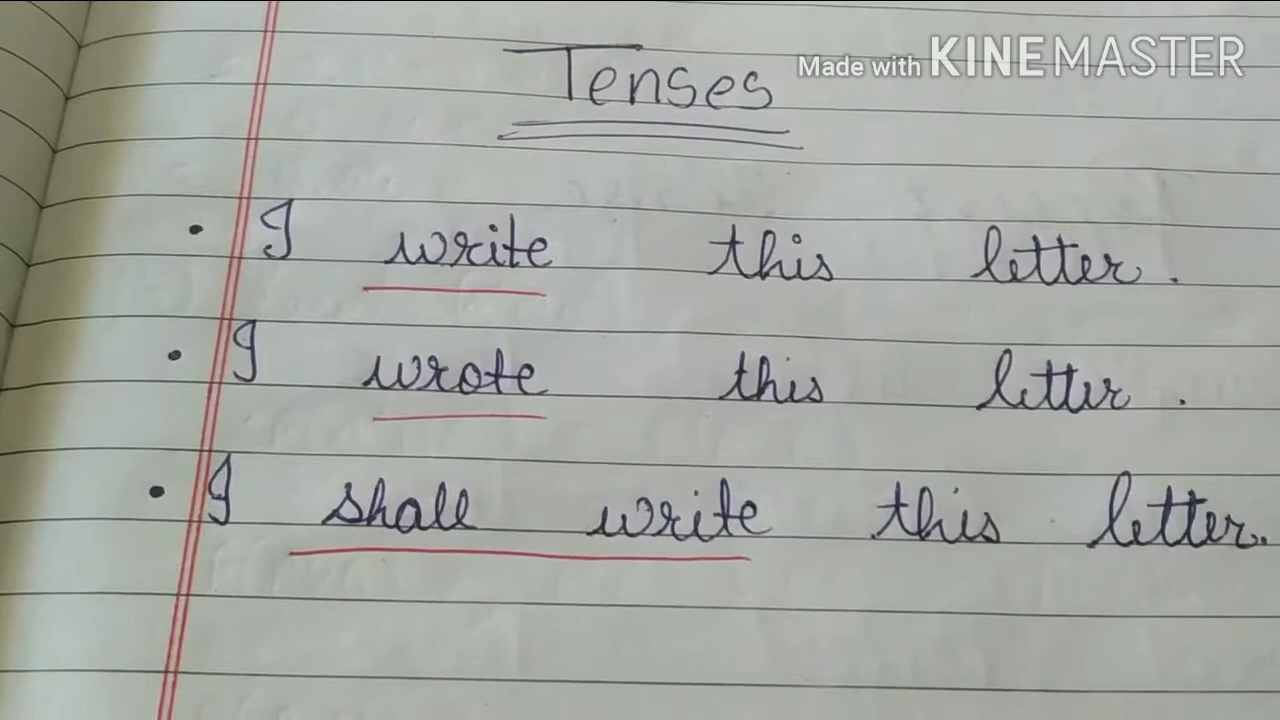 Made with KINEMASTER
Tenses
• I write this letter.
• I wrote this letter.
• I shall write this letter.